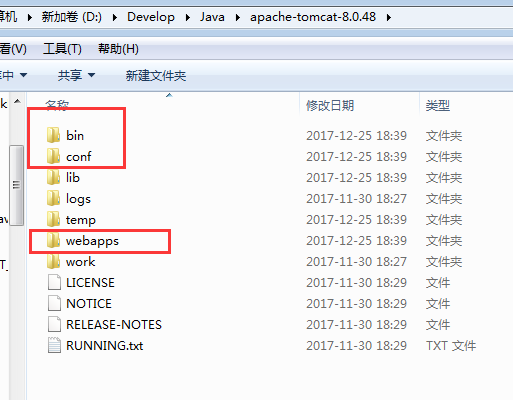 算机 ▸ 新加卷 (D:) ▸ Develop ▸ Java ▸ apache-tomcat-8.0.48 ▸
看(V) 工具(T) 帮助(H)
库中 ▼ 共享 ▼ 新建文件夹
名称 修改日期 类型
bin 2017-12-25 18:39 文件夹
conf 2017-12-25 18:39 文件夹
lib 2017-12-25 18:39 文件夹
logs 2017-11-30 18:27 文件夹
temp 2017-12-25 18:39 文件夹
webapps 2017-12-25 18:39 文件夹
work 2017-11-30 18:27 文件夹
LICENSE 2017-11-30 18:29 文件
NOTICE 2017-11-30 18:29 文件
RELEASE-NOTES 2017-11-30 18:29 文件
RUNNING.txt 2017-11-30 18:29 TXT 文件